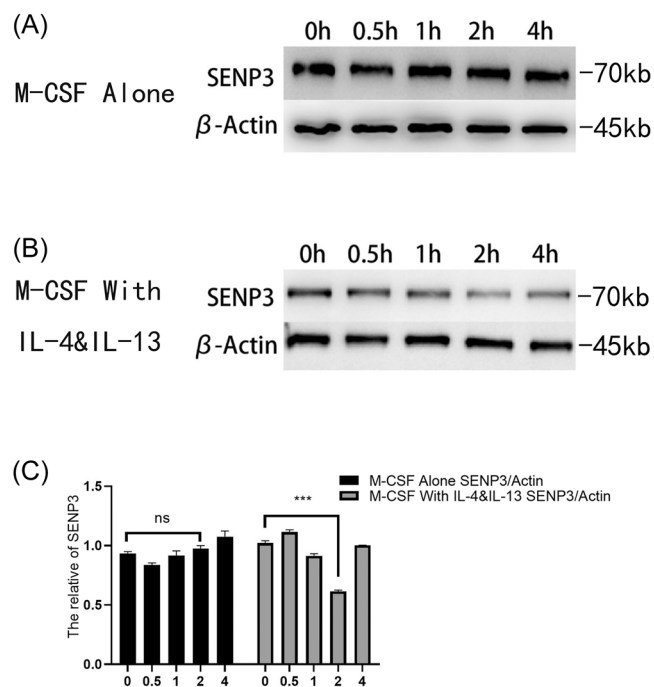 (A)
0h 0.5h 1h 2h 4h
SENP3 -70kb
M-CSF Alone
β-Actin -45kb
(B)
0h 0.5h 1h 2h 4h
M-CSF With
SENP3 -70kb
IL-4&IL-13
β-Actin -45kb
(C)
M-CSF Alone SENP3/Actin
M-CSF With IL-4&IL-13 SENP3/Actin
The relative of SENP3
1.5
1.0
0.5
0.0
ns
***
0 0.5 1 2 4 0 0.5 1 2 4